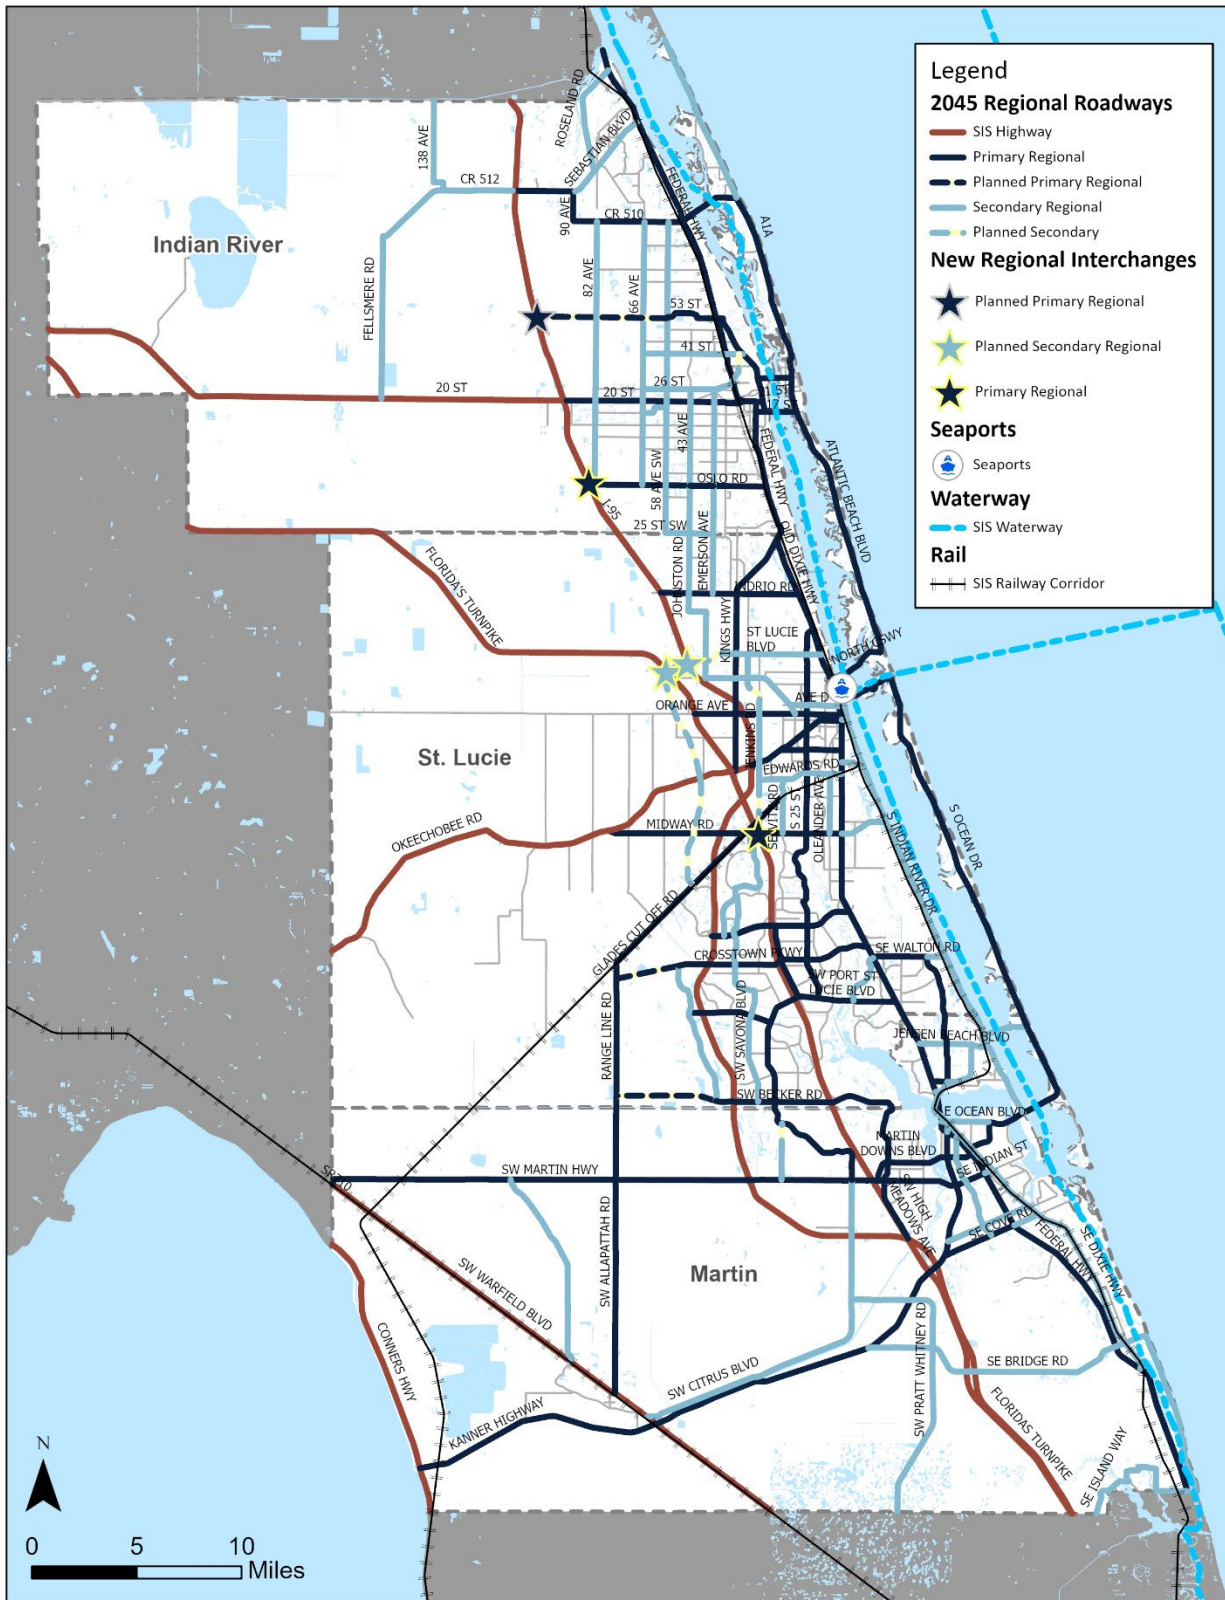 Legend
2045 Regional Roadways
SIS Highway
Primary Regional
Planned Primary Regional
Secondary Regional
Planned Secondary
New Regional Interchanges
Planned Primary Regional
Planned Secondary Regional
Primary Regional
Seaports
Seaports
Waterway
SIS Waterway
Rail
SIS Railway Corridor
ROSELAND RD
138 AVE
SEBASTIAN BLVD
CR 512
FEDERAL HWY
90 AVE
CR 510
A1A
Indian River
82 AVE
66 AVE
FELLSMERE RD
53 ST
41 ST
26 ST
20 ST
20 ST
17 ST
43 AVE
FEDERAL HWY
ATLANTIC BEACH BLVD
58 AVE SW
OSLO RD
I-95
25 ST SW
OLD DIXIE HWY
EMERSON AVE
JOHNSTON RD
FLORIDA'S TURNPIKE
INDRIO RD
KINGS HWY
ST LUCIE
BLVD
NORTH CSWY
AVE D
ORANGE AVE
JENKINS RD
St. Lucie
EDWARDS RD
S 25 ST
OLEANDER AVE
SELVITZ RD
MIDWAY RD
OKEECHOBEE RD
S INDIAN RIVER DR
S OCEAN DR
GLADES CUT OFF RD
CROSSTOWN PKWY
SE WALTON RD
SW PORT ST
LUCIE BLVD
RANGE LINE RD
SW SAVONA BLVD
JENSEN BEACH BLVD
SW BECKER RD
E OCEAN BLVD
MARTIN
DOWNS BLVD
SE INDIAN ST
SR710
SW MARTIN HWY
SW HIGH
MEADOWS AVE
SE COVE RD
SE DIXIE HWY
FEDERAL HWY
SW ALLAPATTAH RD
Martin
SW WARFIELD BLVD
CONNERS HWY
SW PRATT WHITNEY RD
SE BRIDGE RD
SW CITRUS BLVD
KANNER HIGHWAY
FLORIDAS TURNPIKE
SE ISLAND WAY
N
0 5 10
Miles